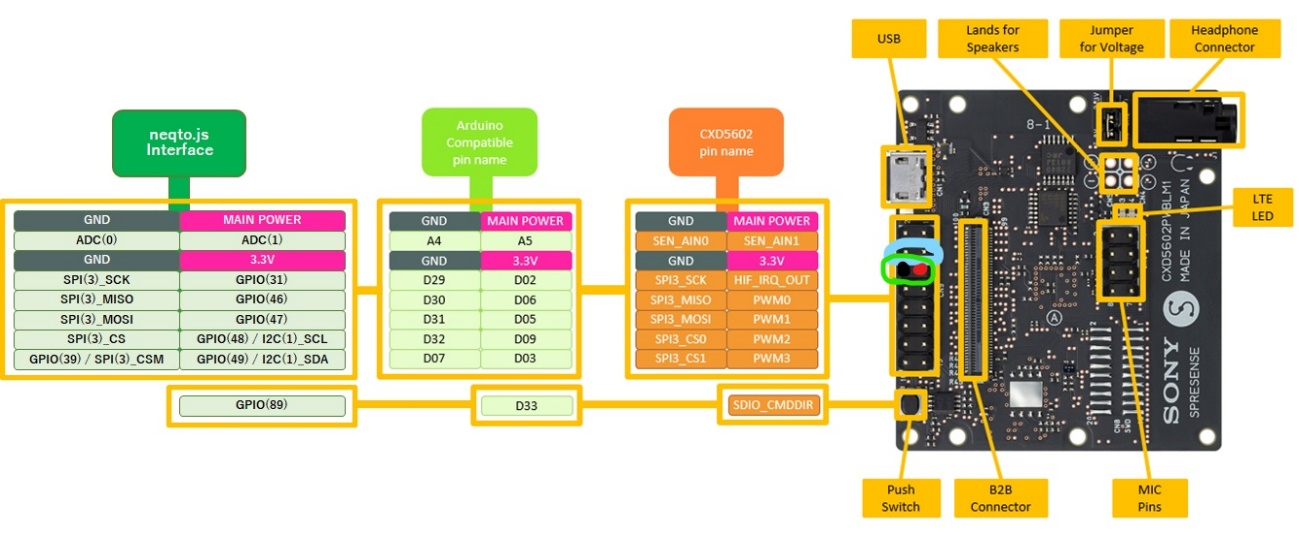 USB
Lands for
Speakers
Jumper
for Voltage
Headphone
Connector
neqto.js
Interface
Arduino
Compatible
pin name
CXD5602
pin name
GND MAIN POWER
ADC(0) ADC(1)
GND 3.3V
SPI(3)_SCK GPIO(31)
SPI(3)_MISO GPIO(46)
SPI(3)_MOSI GPIO(47)
SPI(3)_CS GPIO(48) / I2C(1)_SCL
GPIO(39) / SPI(3)_CSM GPIO(49) / I2C(1)_SDA
GPIO(89)
GND MAIN POWER
A4 A5
GND 3.3V
D29 D02
D30 D06
D31 D05
D32 D09
D07 D03
D33
GND MAIN POWER
SEN_AIN0 SEN_AIN1
GND 3.3V
SPI3_SCK HIF_IRQ_OUT
SPI3_MISO PWM0
SPI3_MOSI PWM1
SPI3_CS0 PWM2
SPI3_CS1 PWM3
SDIO_CMDDIR
8-1
CXD5602PWBLM1
MADE IN JAPAN
A
S
SONY
SPRESENSE
LTE
LED
Push
Switch
B2B
Connector
MIC
Pins